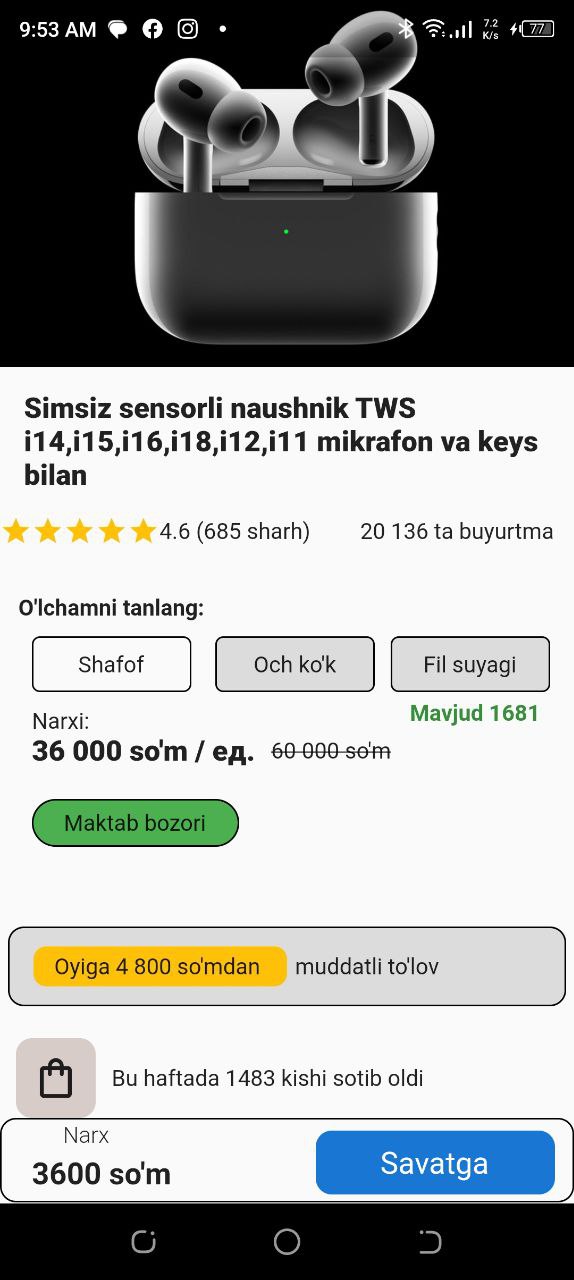 9:53 AM
7.2
K/s
77
Simsiz sensorli naushnik TWS
i14,i15,i16,i18,i12,i11 mikrafon va keys
bilan
4.6 (685 sharh)
20 136 ta buyurtma
O'lchamni tanlang:
Shafof
Och ko'k
Fil suyagi
Mavjud 1681
Narxi:
36 000 so'm / ед. 60 000 so'm
Maktab bozori
Oyiga 4 800 so'mdan muddatli to'lov
Bu haftada 1483 kishi sotib oldi
Narx
3600 so'm
Savatga